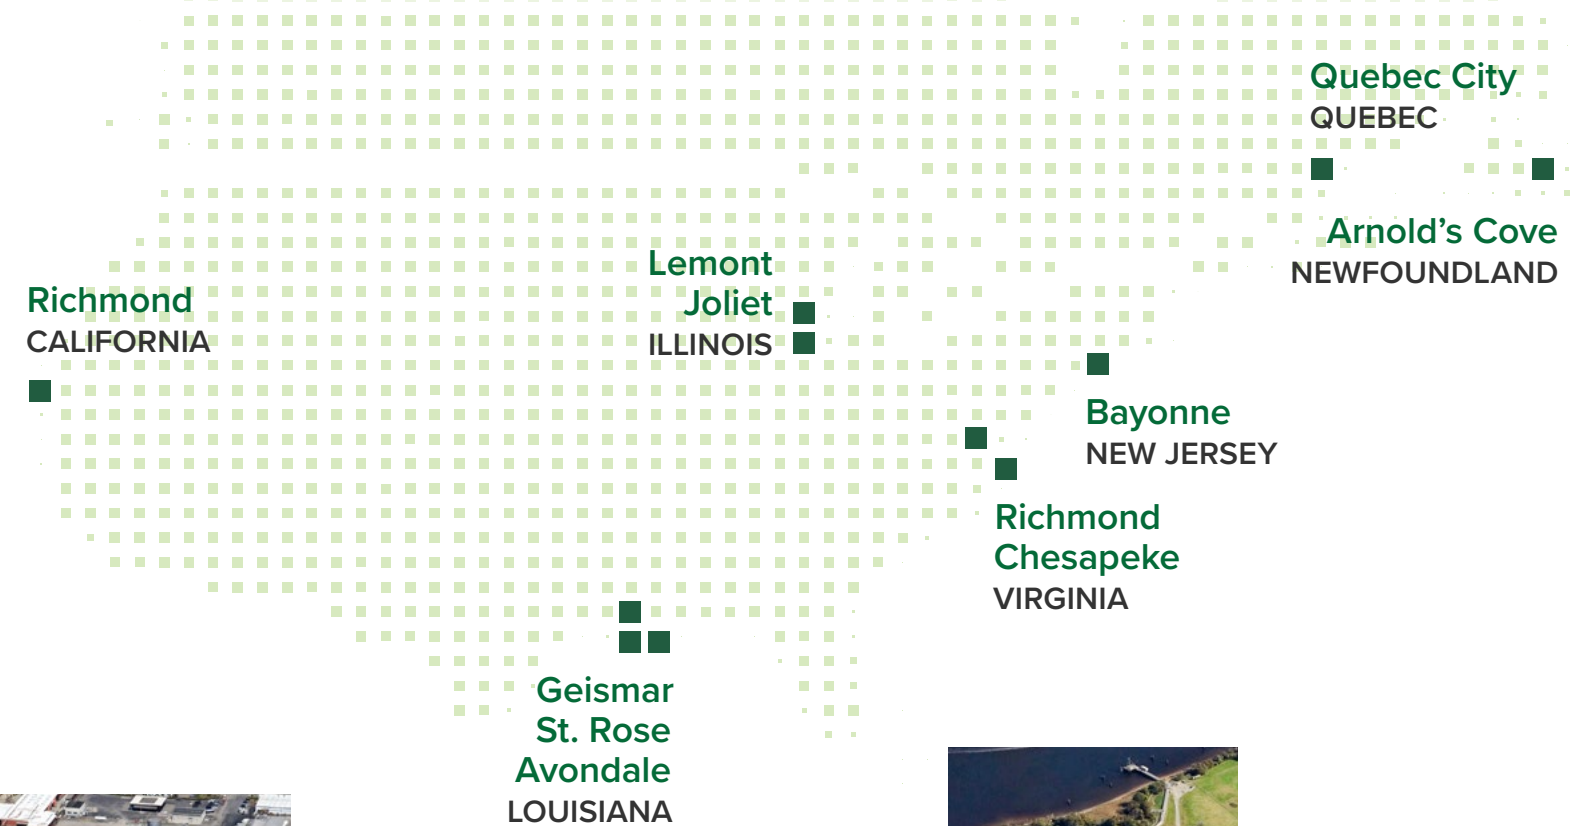 Quebec City
QUEBEC
Arnold’s Cove
NEWFOUNDLAND
Lemont
Joliet
ILLINOIS
Richmond
CALIFORNIA
Bayonne
NEW JERSEY
Richmond
Chesapeke
VIRGINIA
Geismar
St. Rose
Avondale
LOUISIANA